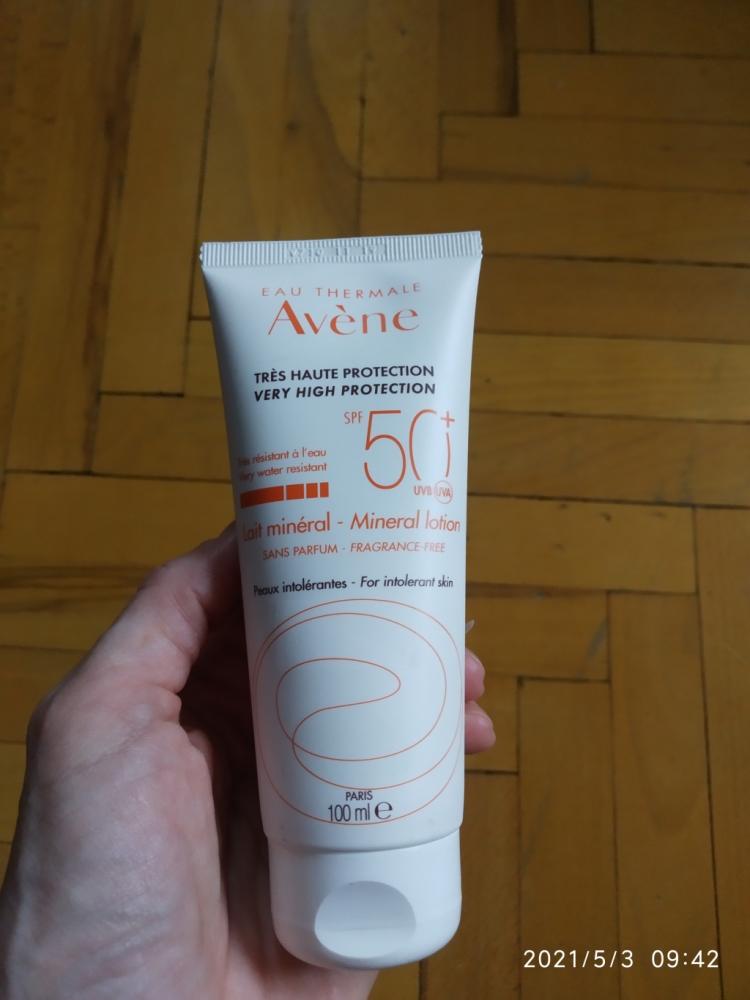 EAU THERMALE
Avène
TRÈS HAUTE PROTECTION
VERY HIGH PROTECTION
SPF 50+
UVB UVA
Très résistant à l'eau
Very water resistant
Lait minéral - Mineral lotion
SANS PARFUM - FRAGRANCE-FREE
Peaux intolérantes - For intolerant skin
PARIS
100 ml e
2021/5/3 09:42